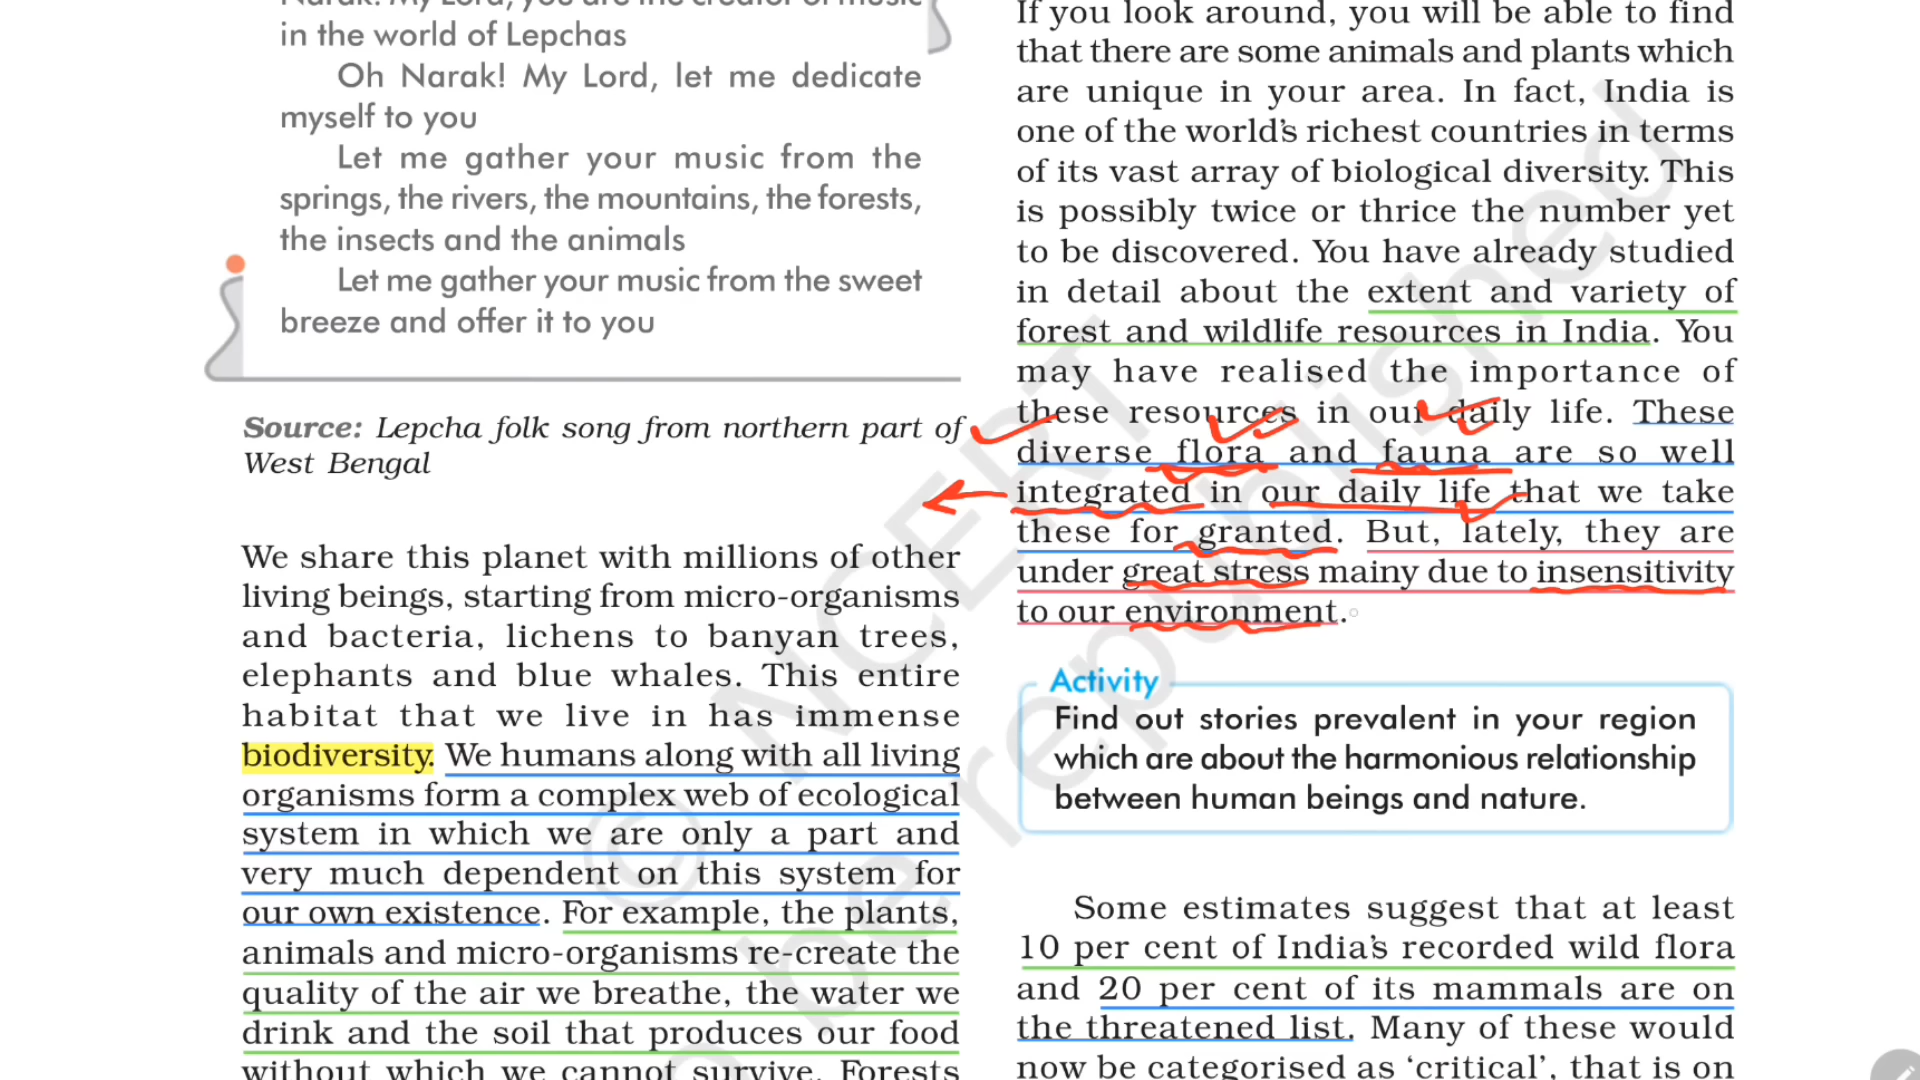 Narak! My Lord, you are the creator of music
in the world of Lepchas
Oh Narak! My Lord, let me dedicate
myself to you
Let me gather your music from the
springs, the rivers, the mountains, the forests,
the insects and the animals
Let me gather your music from the sweet
breeze and offer it to you
Source: Lepcha folk song from northern part of
West Bengal
We share this planet with millions of other
living beings, starting from micro-organisms
and bacteria, lichens to banyan trees,
elephants and blue whales. This entire
habitat that we live in has immense
biodiversity. We humans along with all living
organisms form a complex web of ecological
system in which we are only a part and
very much dependent on this system for
our own existence. For example, the plants,
animals and micro-organisms re-create the
quality of the air we breathe, the water we
drink and the soil that produces our food
without which we cannot survive. Forests
If you look around, you will be able to find
that there are some animals and plants which
are unique in your area. In fact, India is
one of the world's richest countries in terms
of its vast array of biological diversity. This
is possibly twice or thrice the number yet
to be discovered. You have already studied
in detail about the extent and variety of
forest and wildlife resources in India. You
may have realised the importance of
these resources in our daily life. These
diverse flora and fauna are so well
integrated in our daily life that we take
these for granted. But, lately, they are
under great stress mainy due to insensitivity
to our environment.
Activity
Find out stories prevalent in your region
which are about the harmonious relationship
between human beings and nature.
Some estimates suggest that at least
10 per cent of India's recorded wild flora
and 20 per cent of its mammals are on
the threatened list. Many of these would
now be categorised as ‘critical’, that is on
© NCERT
be republished